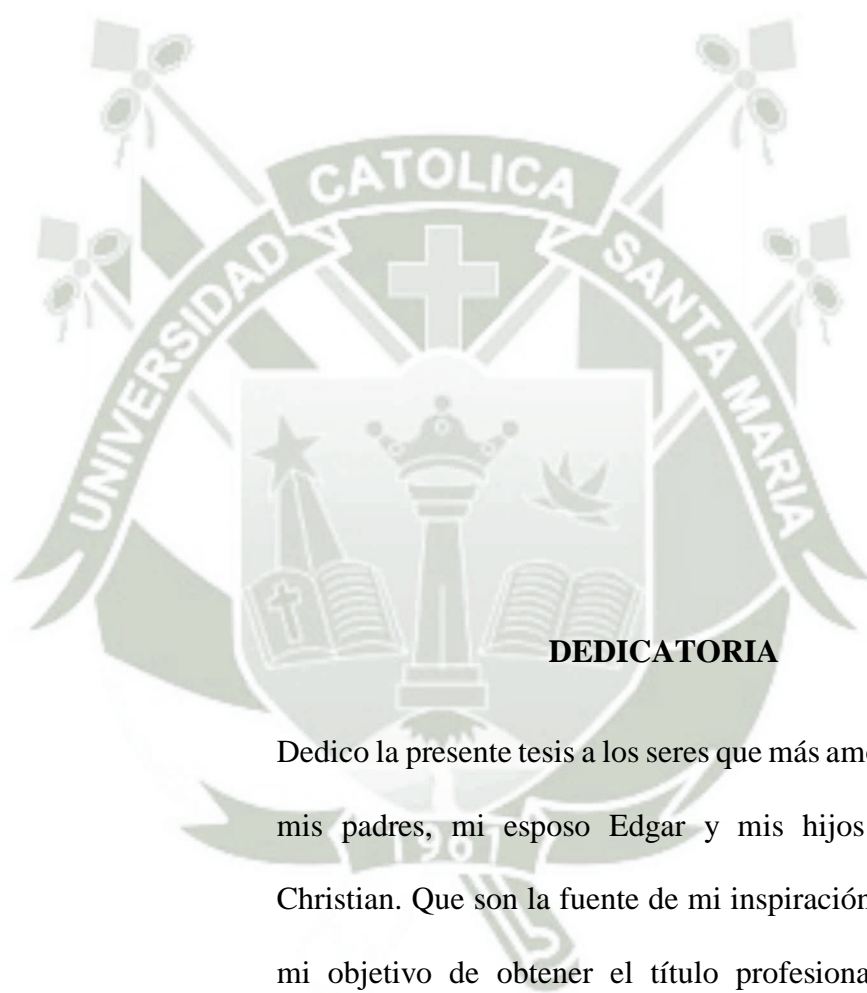 UNIVERSIDAD CATOLICA SANTA MARIA
DEDICATORIA
Dedico la presente tesis a los seres que más
mis padres, mi esposo Edgar y mis hijos
Christian. Que son la fuente de mi inspiración
mi objetivo de obtener el título